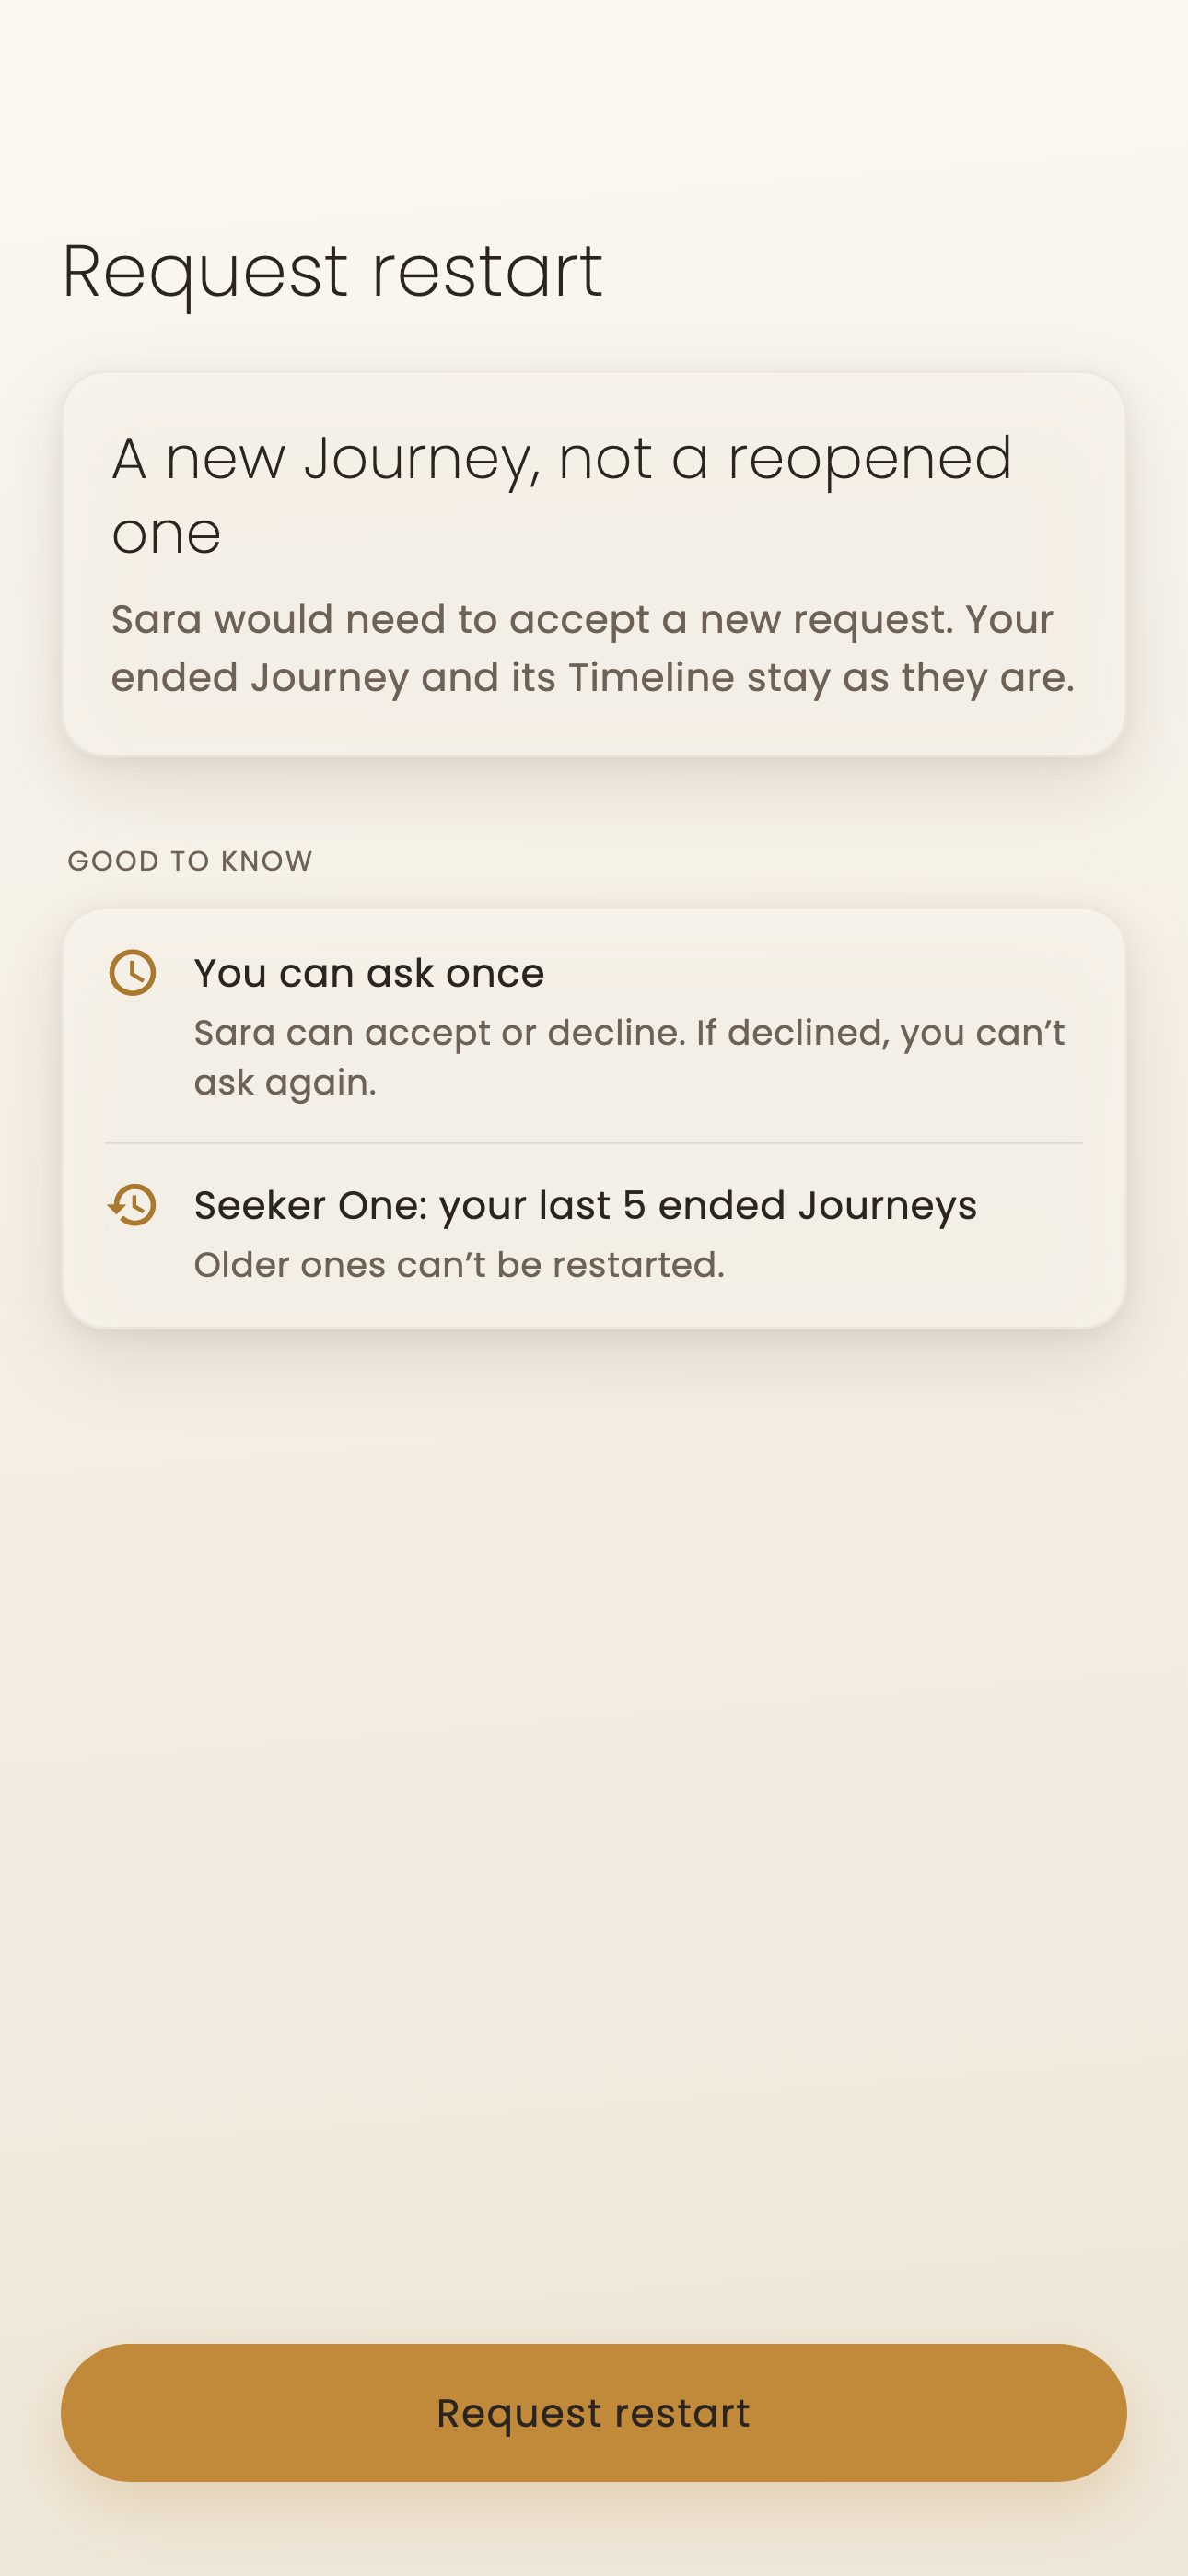 Request restart
A new Journey, not a reopened
one
Sara would need to accept a new request. Your
ended Journey and its Timeline stay as they are.
GOOD TO KNOW
You can ask once
Sara can accept or decline. If declined, you can’t
ask again.
Seeker One: your last 5 ended Journeys
Older ones can’t be restarted.
Request restart